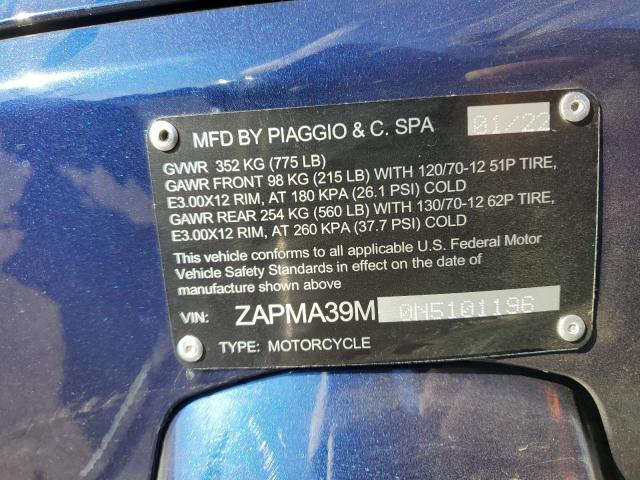 MFD BY PIAGGIO & C. SPA 01/22
GVWR 352 KG (775 LB)
GAWR FRONT 98 KG (215 LB) WITH 120/70-12 51P TIRE,
E3.00X12 RIM, AT 180 KPA (26.1 PSI) COLD
GAWR REAR 254 KG (560 LB) WITH 130/70-12 62P TIRE,
E3.00X12 RIM, AT 260 KPA (37.7 PSI) COLD
This vehicle conforms to all applicable U.S. Federal Motor
Vehicle Safety Standards in effect on the date of
manufacture shown above
VIN: ZAPMA39M0N5101196
TYPE: MOTORCYCLE